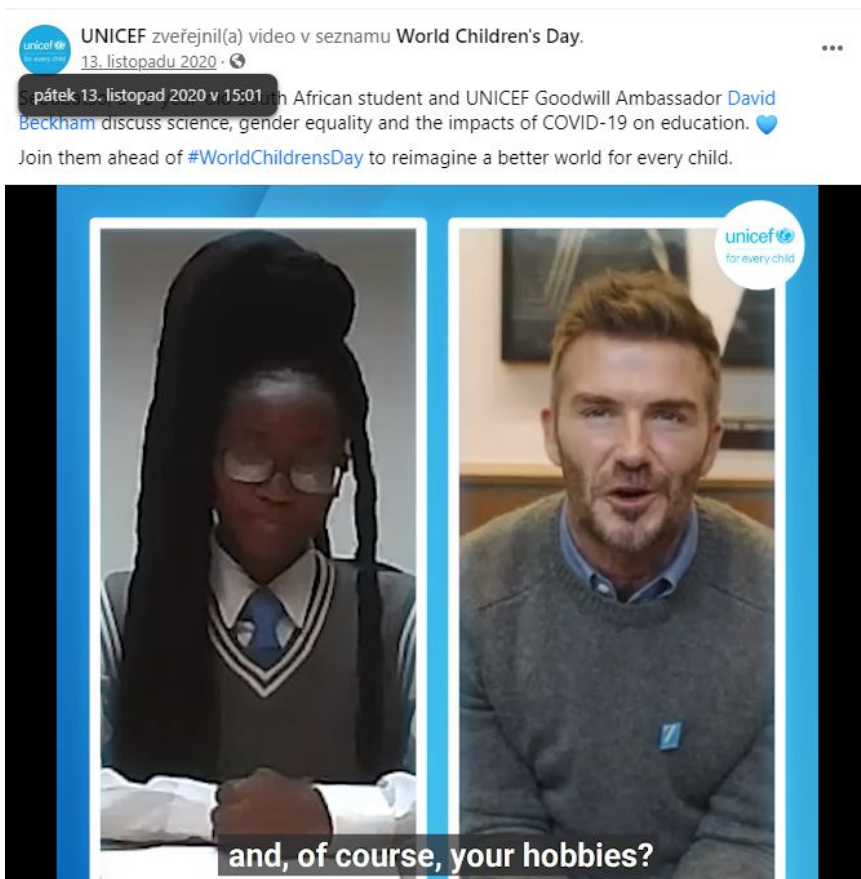 UNICEF zveřejnil(a) video v seznamu World Children's Day.
13. listopadu 2020 ·
pátek 13. listopad 2020 v 15:01
South African student and UNICEF Goodwill Ambassador David
Beckham discuss science, gender equality and the impacts of COVID-19 on education.
Join them ahead of #WorldChildrensDay to reimagine a better world for every child.
unicef
for every child
unicef
for every child
and, of course, your hobbies?